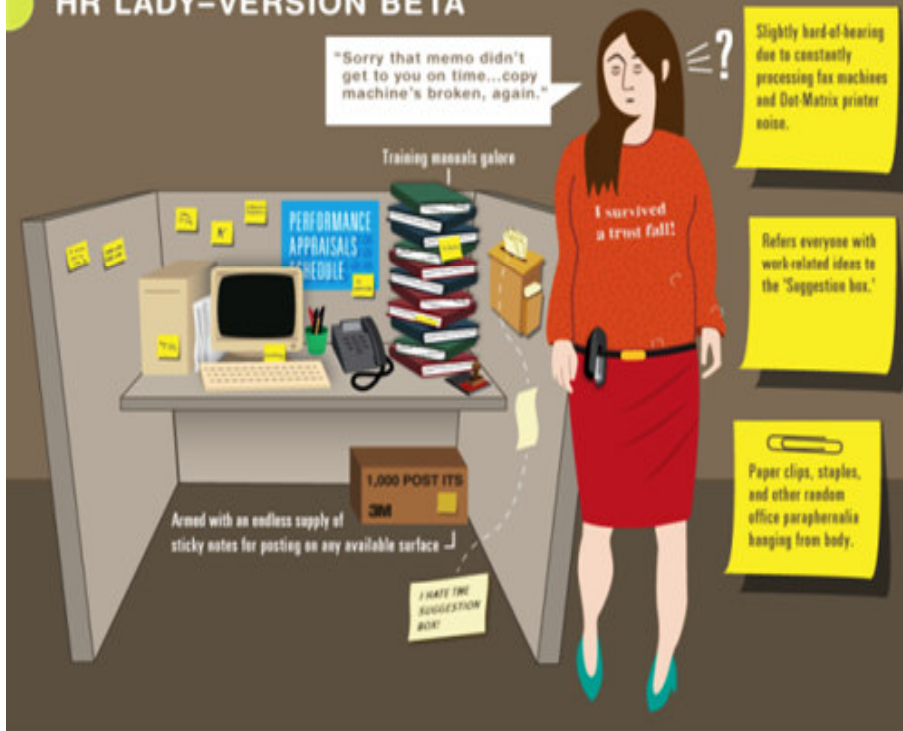 HR LADY–VERSION BETA
"Sorry that memo didn't
get to you on time...copy
machine's broken, again."
Slightly hard-of-hearing
due to constantly
processing fax machines
and Dot-Matrix printer
noise.
Training manuals galore
I survived
a trust fall!
PERFORMANCE
APPRAISALS
SCHEDULE
Refers everyone with
work-related ideas to
the 'Suggestion box.'
1,000 POST ITS
3M
Armed with an endless supply of
sticky notes for posting on any available surface
Paper clips, staples,
and other random
office paraphernalia
hanging from body.
I HATE THE
SUGGESTION
BOX!
?